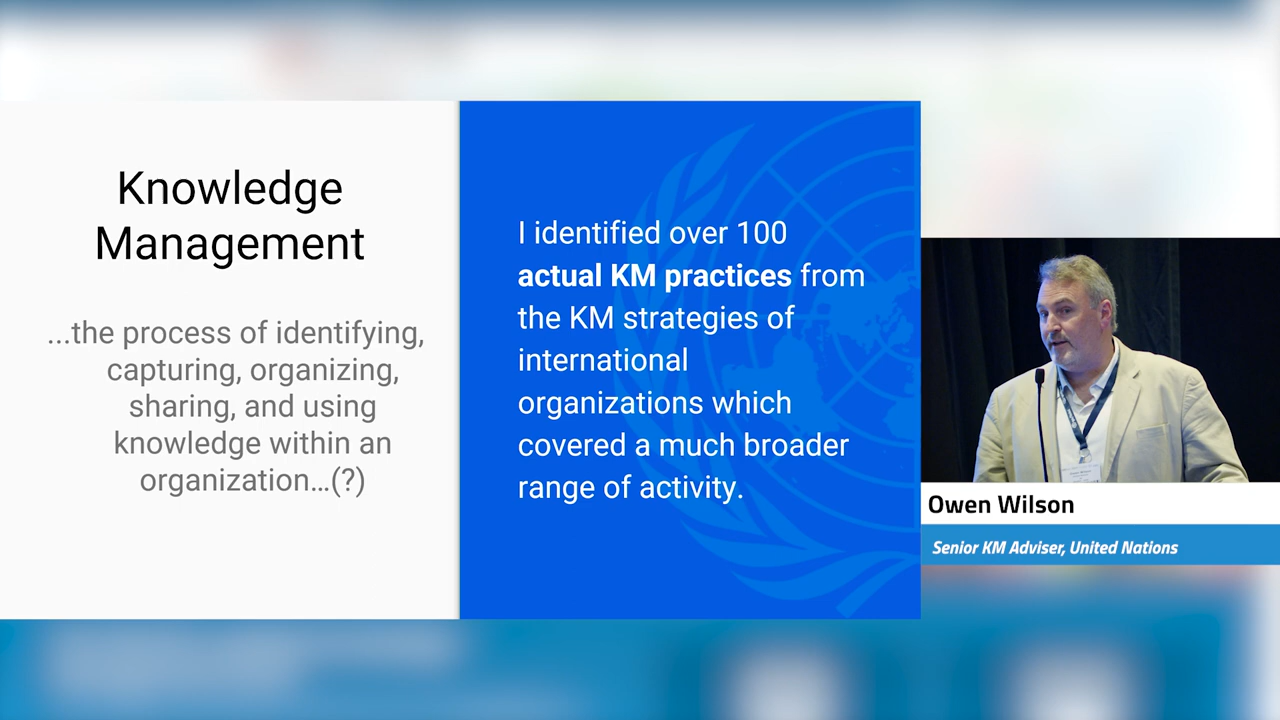 Knowledge
Management
...the process of identifying,
capturing, organizing,
sharing, and using
knowledge within an
organization...(?)
I identified over 100
actual KM practices from
the KM strategies of
international
organizations which
covered a much broader
range of activity.
Owen Wilson
Senior KM Adviser, United Nations